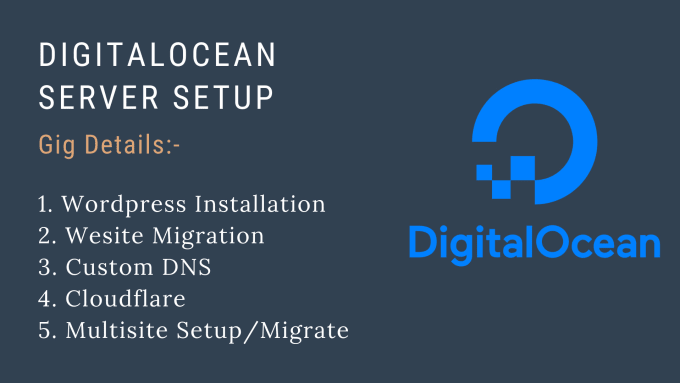 DIGITALOCEAN
SERVER SETUP
Gig Details:-
1. Wordpress Installation
2. Wesite Migration
3. Custom DNS
4. Cloudflare
5. Multisite Setup/Migrate
DigitalOcean